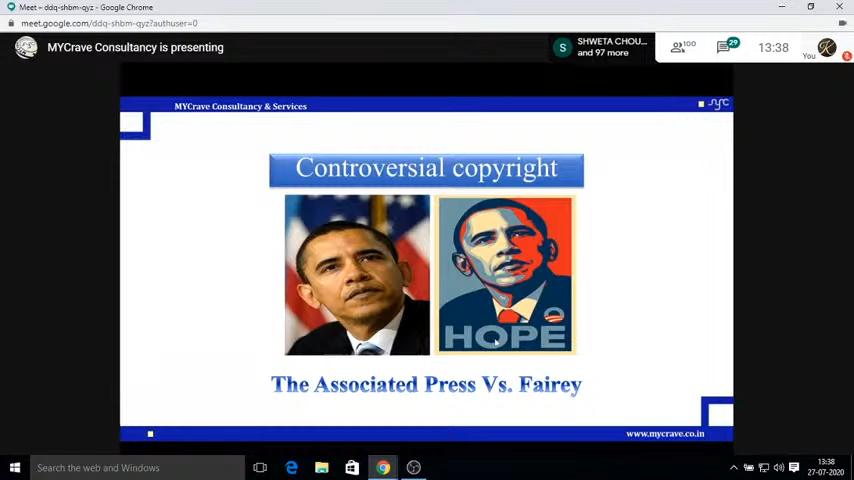 Meet – ddq-shbm-qyz - Google Chrome
meet.google.com/ddq-shbm-qyz?authuser=0
MYCrave Consultancy is presenting
S
SHWETA CHOU...
and 97 more
100
29
13:38
You
MYCrave Consultancy & Services
Controversial copyright
HOPE
The Associated Press Vs. Fairey
www.mycrave.co.in
Search the web and Windows
13:38
27-07-2020